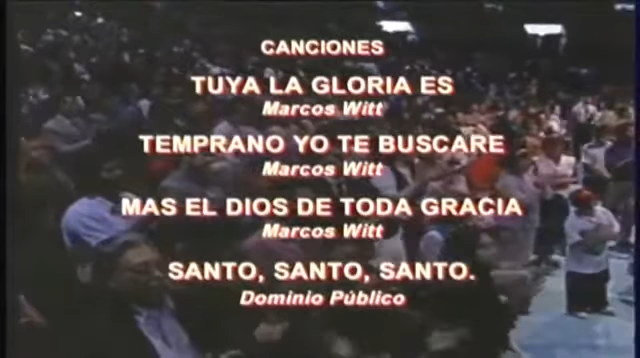 CANCIONES
TUYA LA GLORIA ES
Marcos Witt
TEMPRANO YO TE BUSCARE
Marcos Witt
MAS EL DIOS DE TODA GRACIA
Marcos Witt
SANTO, SANTO, SANTO.
Dominio Público